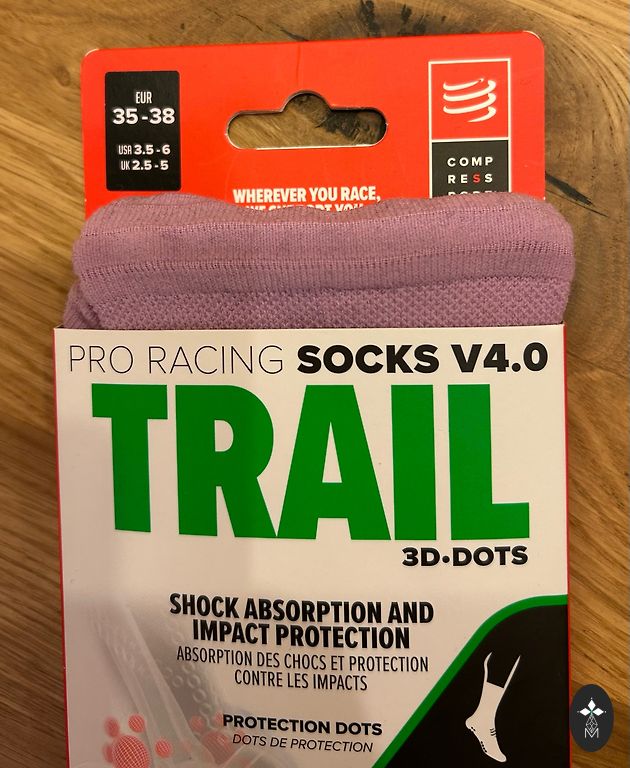 EUR
35-38
USA 3.5-6
UK 2.5-5
COMP
RESS
WHEREVER YOU RACE,
PRO RACING SOCKS V4.0
TRAIL
3D•DOTS
SHOCK ABSORPTION AND
IMPACT PROTECTION
ABSORPTION DES CHOCS ET PROTECTION
CONTRE LES IMPACTS
PROTECTION DOTS
DOTS DE PROTECTION
M